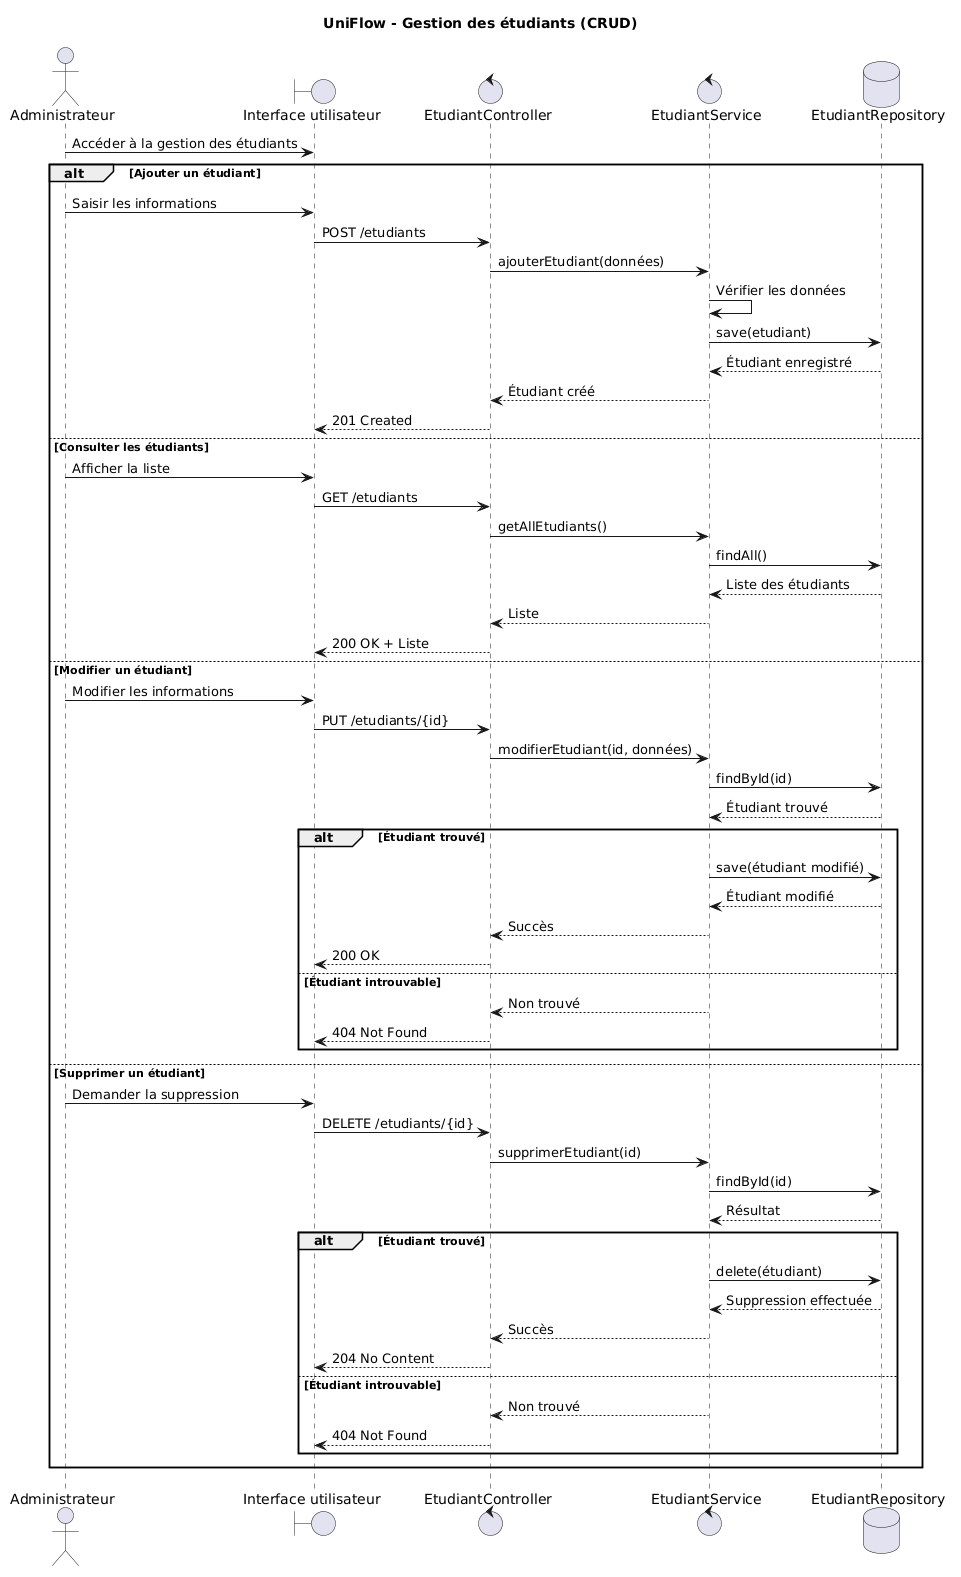 UniFlow - Gestion des étudiants (CRUD)
Administrateur
Interface utilisateur
EtudiantController
EtudiantService
EtudiantRepository
Accéder à la gestion des étudiants
alt
[Ajouter un étudiant]
Saisir les informations
POST /etudiants
ajouterEtudiant(données)
Vérifier les données
save(etudiant)
Étudiant enregistré
Étudiant créé
201 Created
[Consulter les étudiants]
Afficher la liste
GET /etudiants
getAllEtudiants()
findAll()
Liste des étudiants
Liste
200 OK + Liste
[Modifier un étudiant]
Modifier les informations
PUT /etudiants/{id}
modifierEtudiant(id, données)
findById(id)
Étudiant trouvé
alt
[Étudiant trouvé]
save(étudiant modifié)
Étudiant modifié
Succès
200 OK
[Étudiant introuvable]
Non trouvé
404 Not Found
[Supprimer un étudiant]
Demander la suppression
DELETE /etudiants/{id}
supprimerEtudiant(id)
findById(id)
Résultat
alt
[Étudiant trouvé]
delete(étudiant)
Suppression effectuée
Succès
204 No Content
[Étudiant introuvable]
Non trouvé
404 Not Found
Administrateur
Interface utilisateur
EtudiantController
EtudiantService
EtudiantRepository